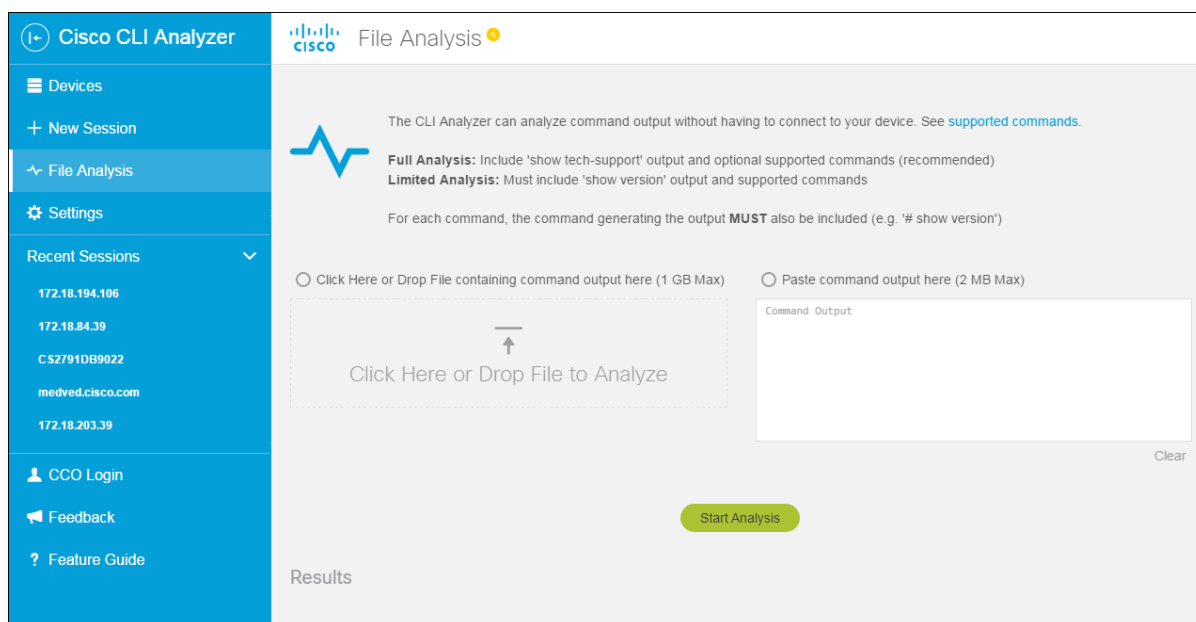 Cisco CLI Analyzer
Devices
New Session
File Analysis
Settings
Recent Sessions
172.18.194.106
172.18.84.39
CS2791DB9022
medved.cisco.com
172.18.203.39
CCO Login
Feedback
? Feature Guide
CISCO
File Analysis
The CLI Analyzer can analyze command output without having to connect to your device. See supported commands.
Full Analysis: Include 'show tech-support' output and optional supported commands (recommended)
Limited Analysis: Must include 'show version' output and supported commands
For each command, the command generating the output MUST also be included (e.g. '# show version')
Click Here or Drop File containing command output here (1 GB Max)
Click Here or Drop File to Analyze
Paste command output here (2 MB Max)
Command Output
Clear
Start Analysis
Results